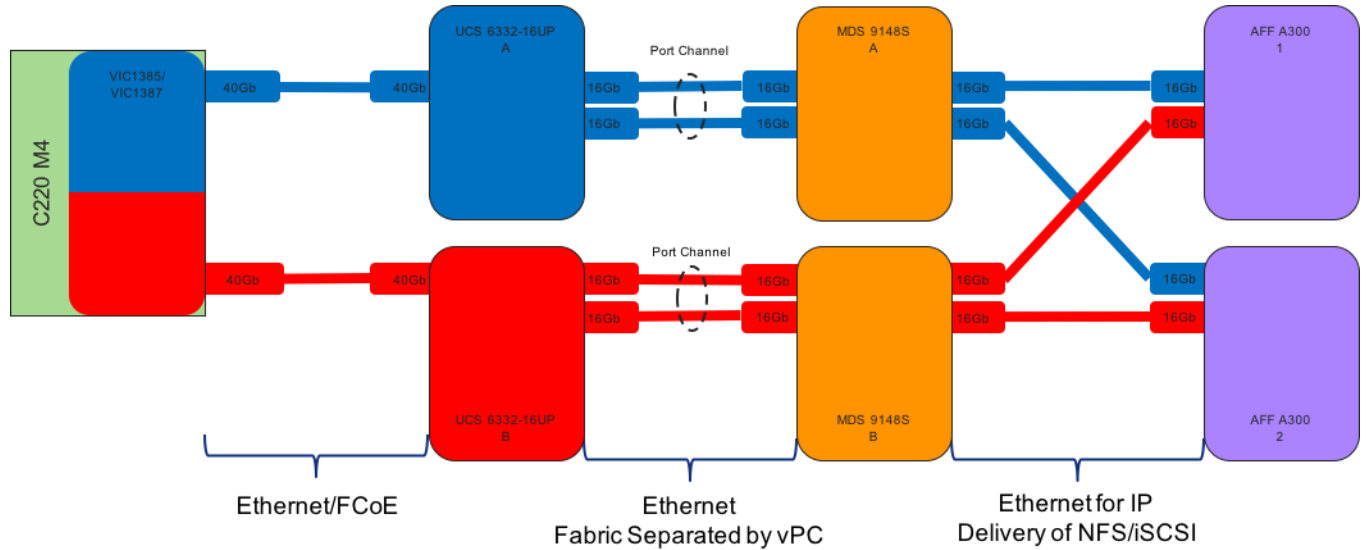 C220 M4
VIC1385/
VIC1387
40Gb
40Gb
UCS 6332-16UP
A
16Gb
16Gb
Port Channel
16Gb
16Gb
MDS 9148S
A
16Gb
16Gb
16Gb
16Gb
AFF A300
1
40Gb
40Gb
16Gb
16Gb
Port Channel
16Gb
16Gb
16Gb
16Gb
16Gb
16Gb
UCS 6332-16UP
B
MDS 9148S
B
AFF A300
2
Ethernet/FCoE
Ethernet
Fabric Separated by vPC
Ethernet for IP
Delivery of NFS/iSCSI